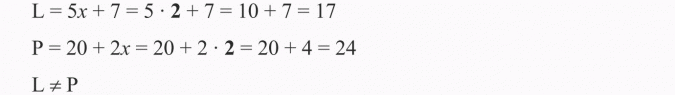 L = 5x + 7 = 5 · 2 + 7 = 10 + 7 = 17
P = 20 + 2x = 20 + 2 · 2 = 20 + 4 = 24
L ≠ P